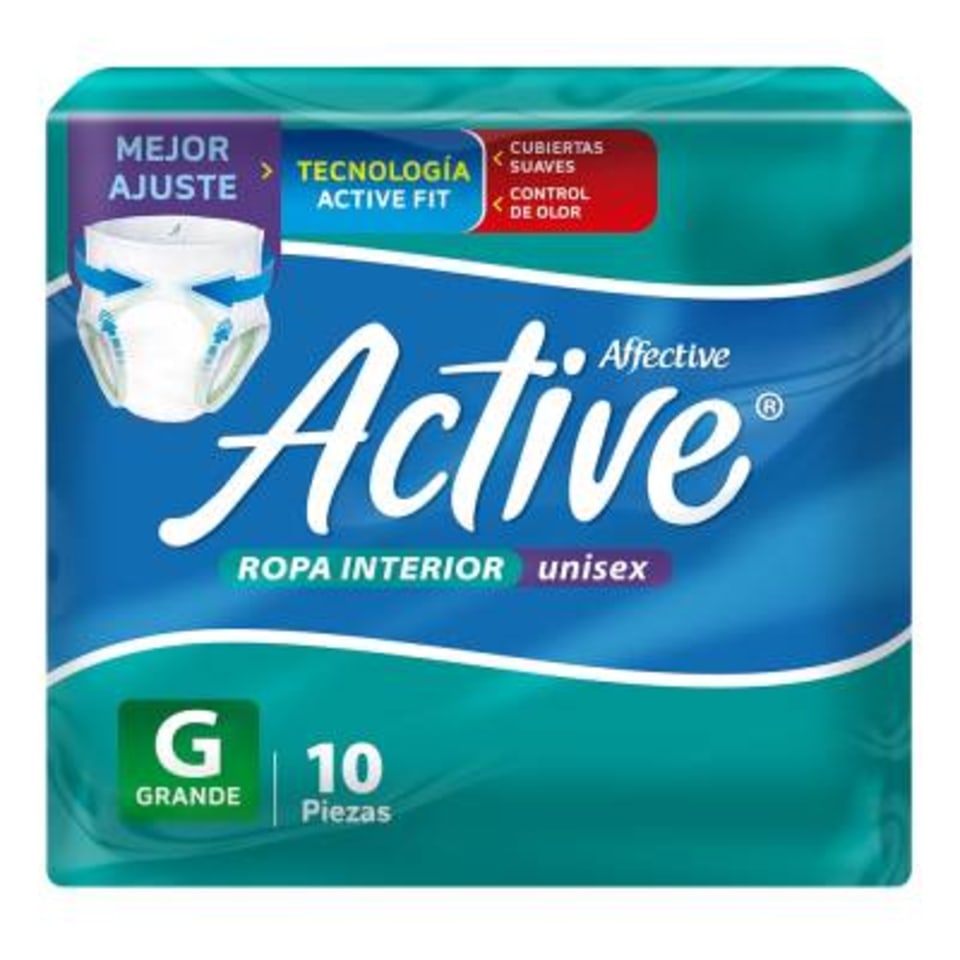 MEJOR
AJUSTE
TECNOLOGÍA
ACTIVE FIT
CUBIERTAS
SUAVES
CONTROL
DE OLOR
Affective
Active®
ROPA INTERIOR unisex
G
GRANDE
10
Piezas